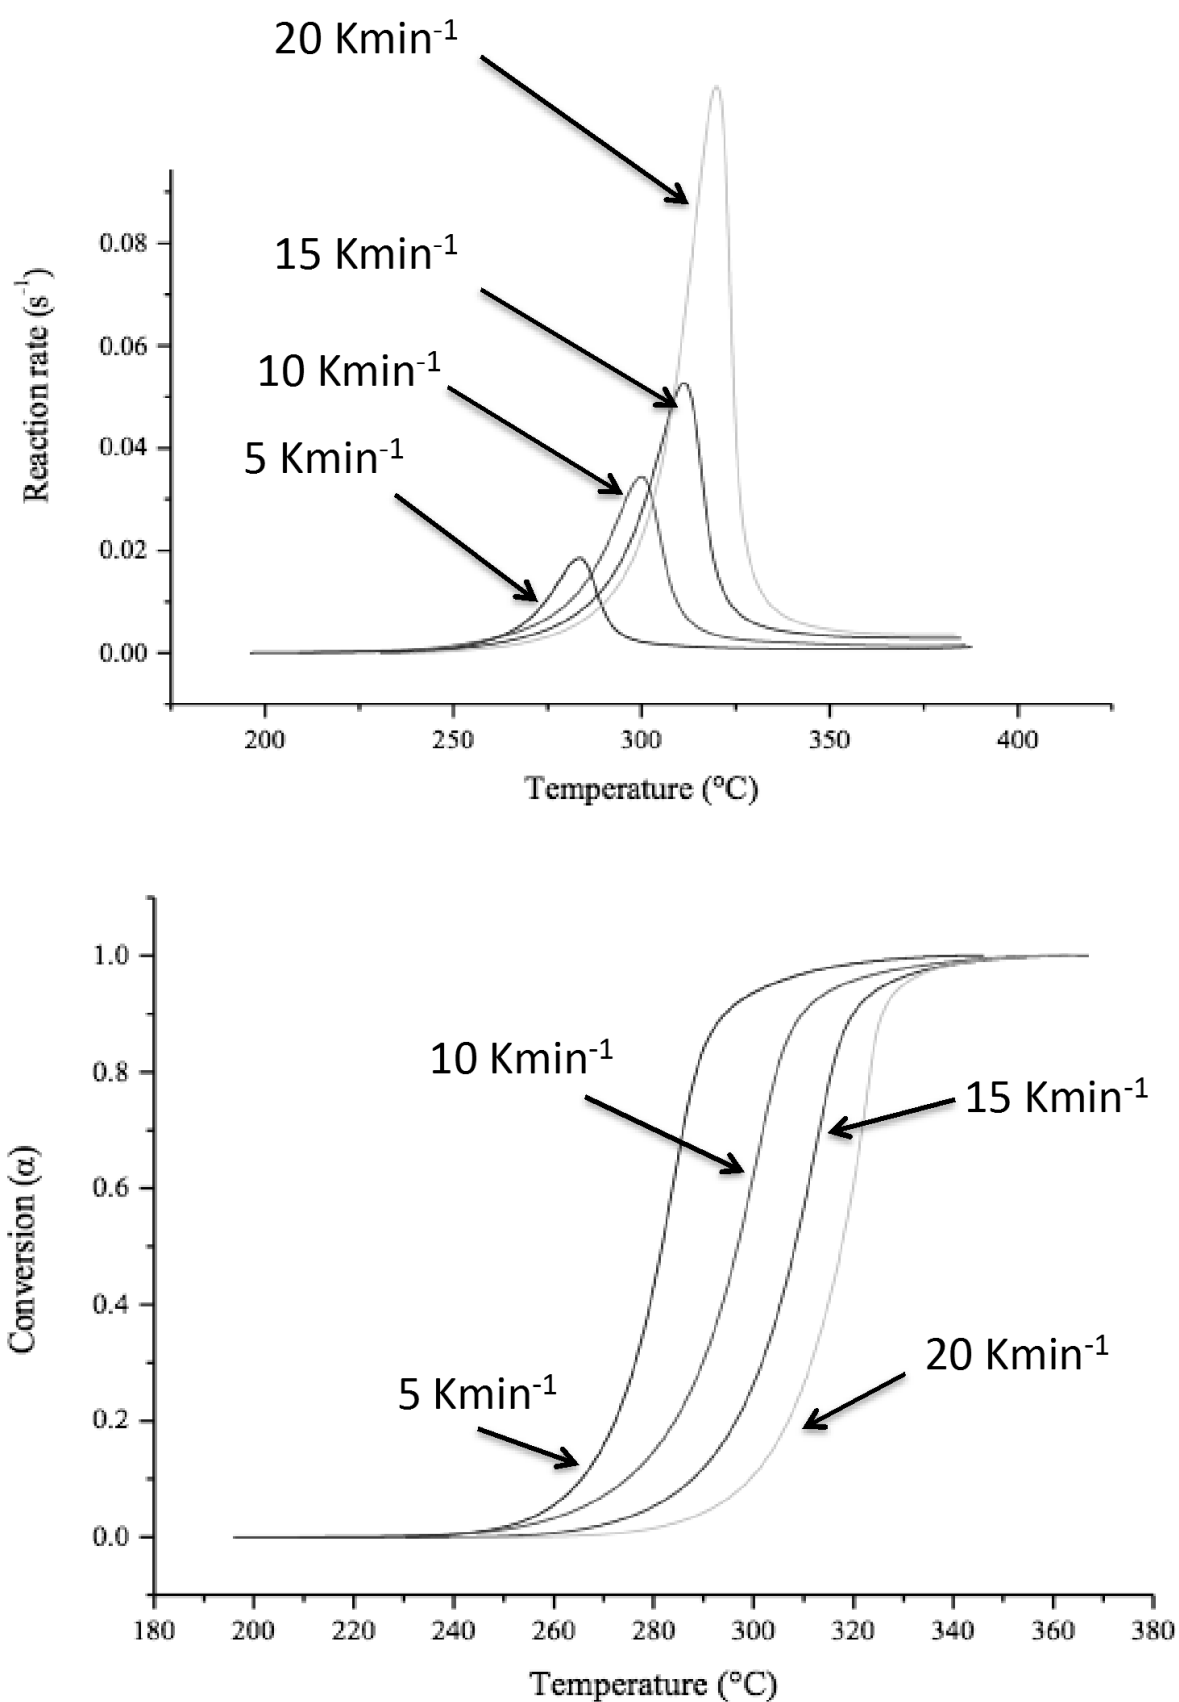 20 Kmin⁻¹
15 Kmin⁻¹
10 Kmin⁻¹
5 Kmin⁻¹
Reaction rate (s⁻¹)
0.08
0.06
0.04
0.02
0.00
200 250 300 350 400
Temperature (°C)
Conversion (α)
1.0
0.8
0.6
0.4
0.2
0.0
10 Kmin⁻¹
15 Kmin⁻¹
20 Kmin⁻¹
5 Kmin⁻¹
180 200 220 240 260 280 300 320 340 360 380
Temperature (°C)